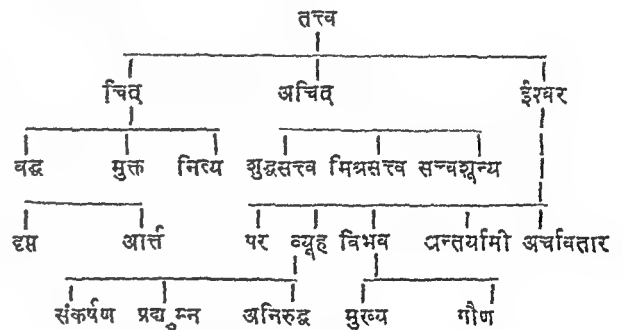 तत्त्व
चित् अचित् ईश्वर
बद्ध मुक्त नित्य शुद्धसत्त्व मिश्रसत्त्व सत्त्वशून्य
दृप्त आर्त्त पर व्यूह विभव अन्तर्यामी अर्चावतार
संकर्षण प्रद्युम्न अनिरुद्ध मुख्य गौण